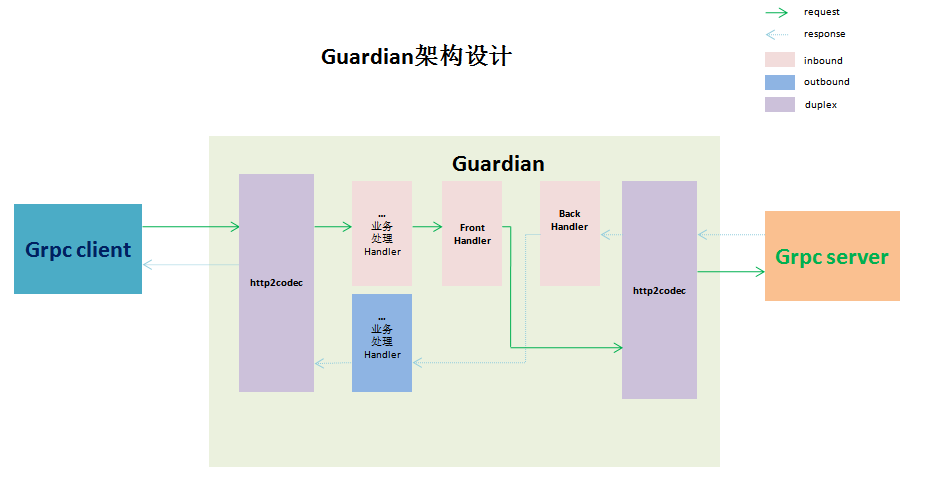 request
response
inbound
outbound
duplex
Guardian架构设计
Guardian
Grpc client
http2codec
...
业务
处理
Handler
Front
Handler
Back
Handler
http2codec
Grpc server
...
业务
处理
Handler